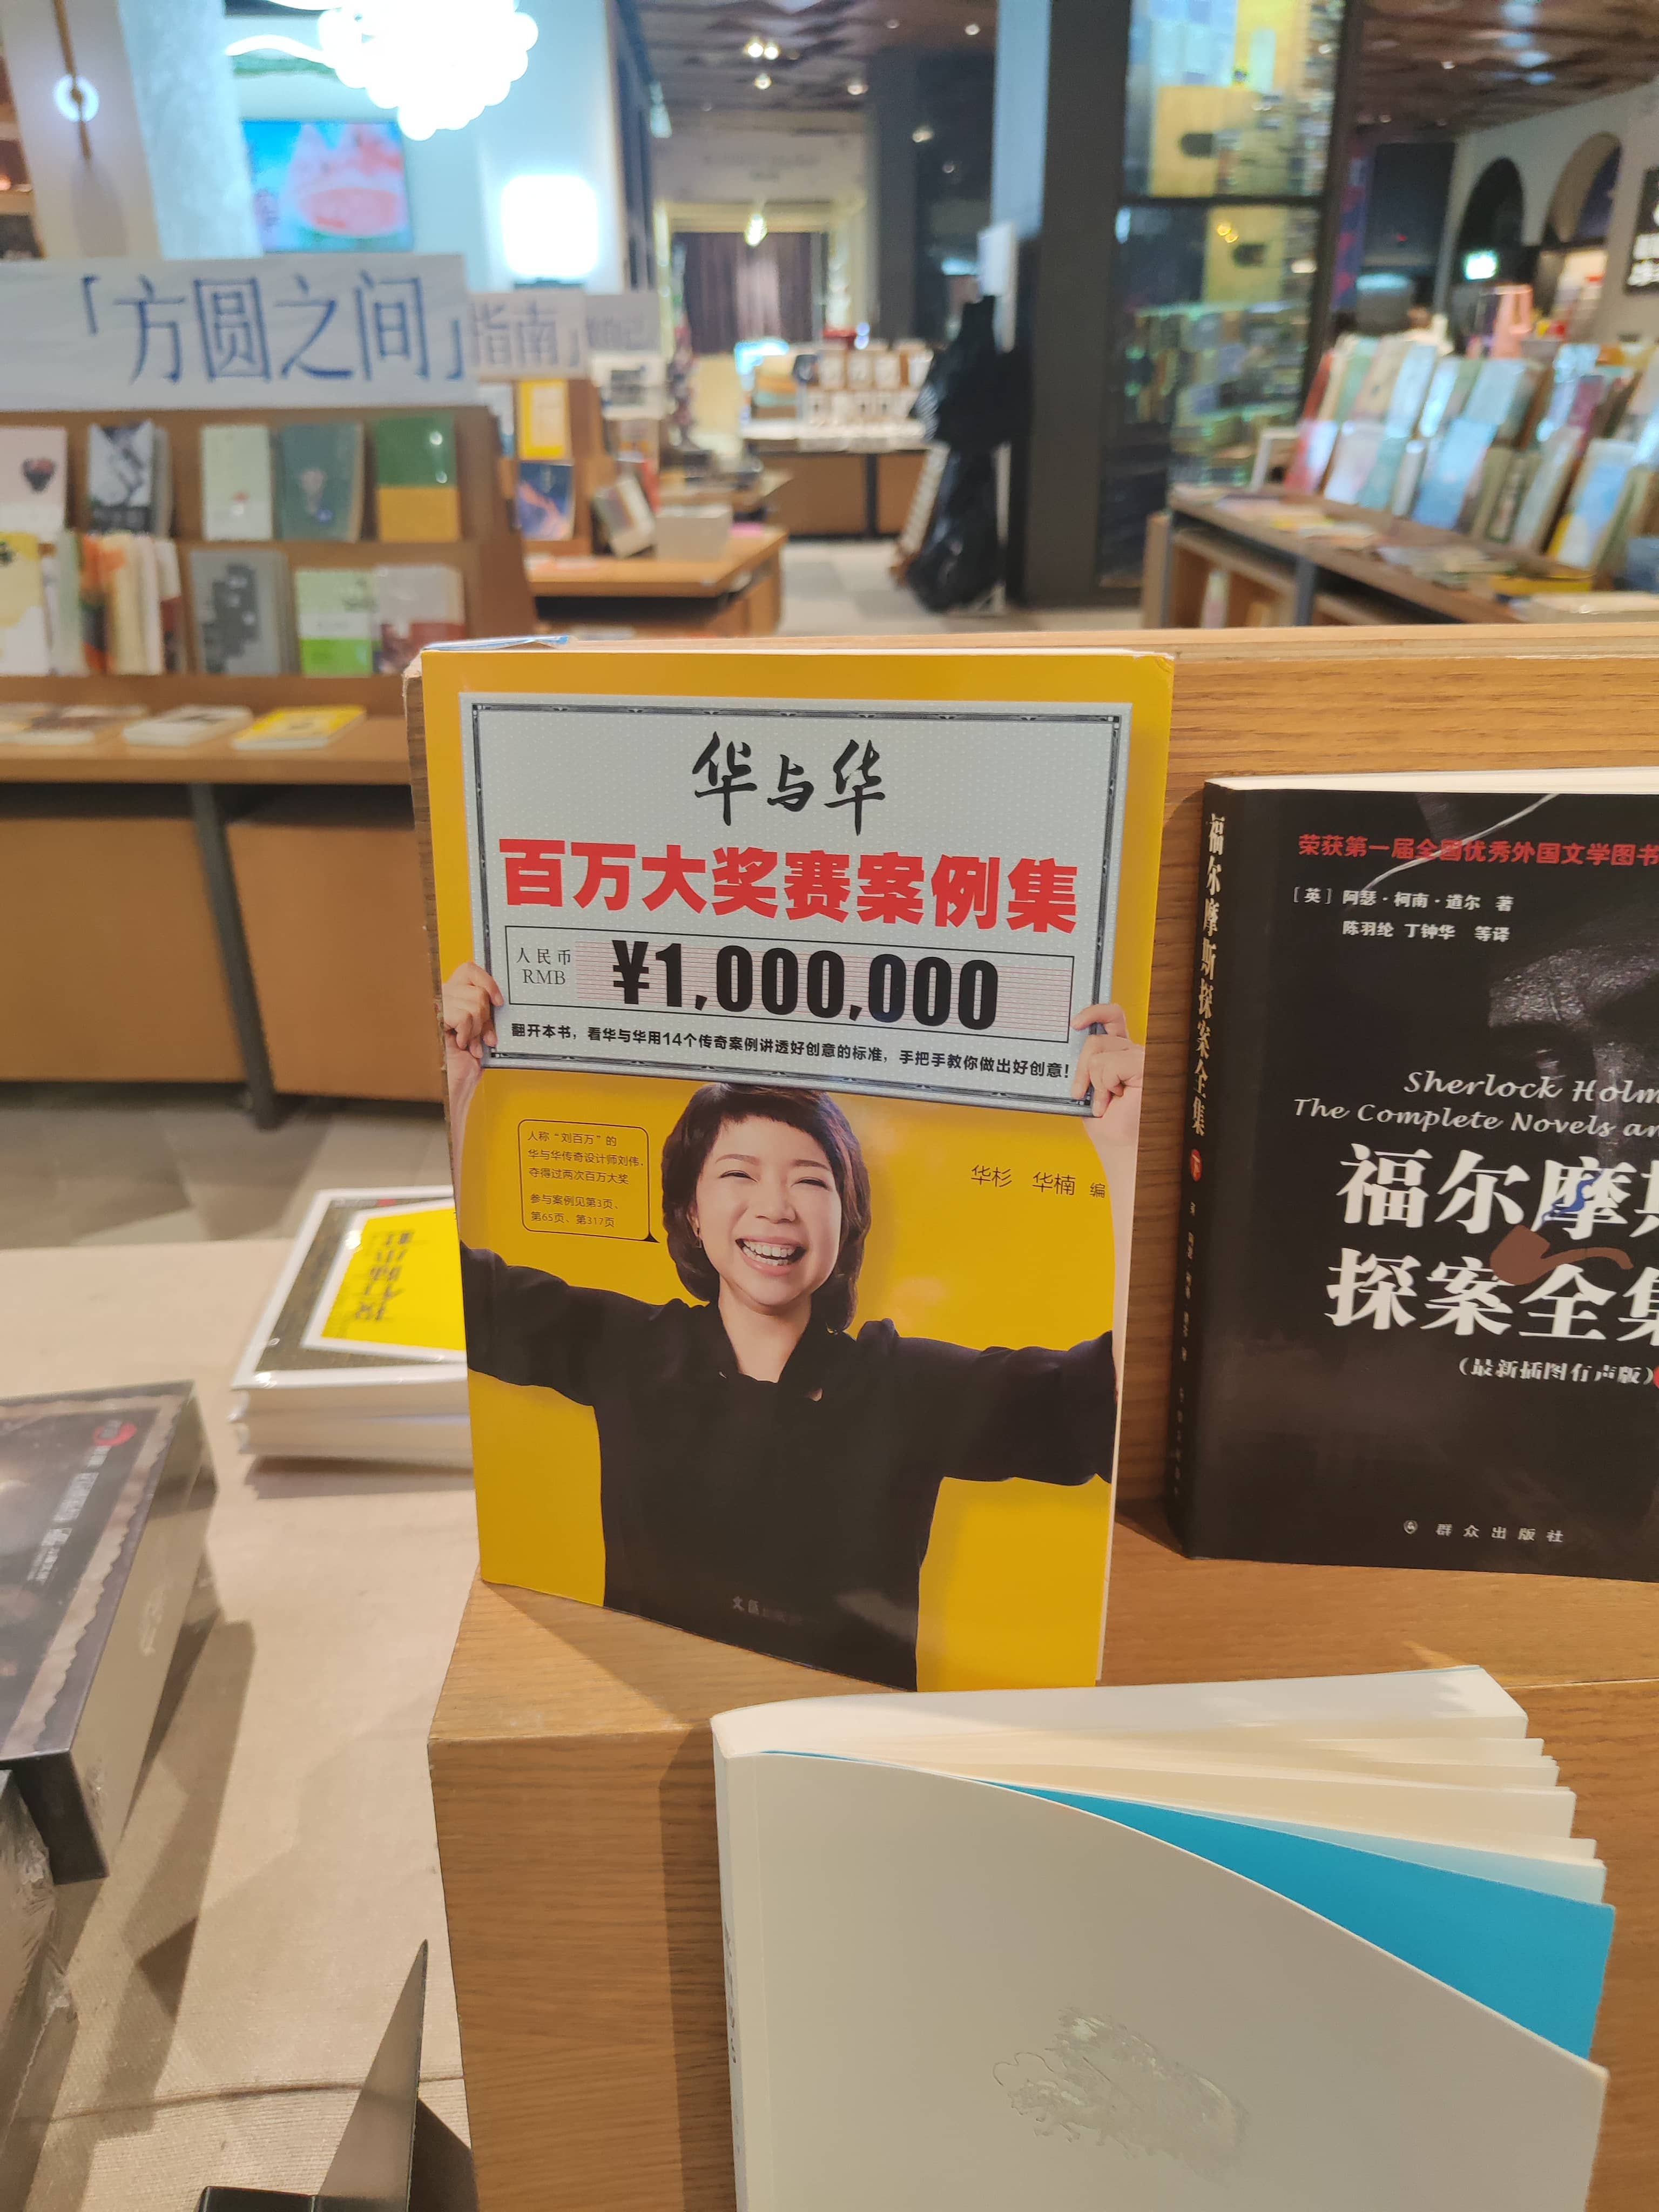 「方圆之间」
指南」
华与华
百万大奖赛案例集
人民币
RMB
¥1,000,000
翻开本书，看华与华用14个传奇案例讲透好创意的标准，手把手教你做出好创意！
人称“刘百万”的
华与华传奇设计师刘伟，
夺得过两次百万大奖
参与案例见第3页、
第65页、第317页
华杉 华楠 编
福尔摩斯探案全集 下
荣获第一届全国优秀外国文学图书
［英］阿瑟·柯南·道尔 著
陈羽纶 丁钟华 等译
Sherlock Holm
The Complete Novels an
福尔摩斯
探案全集
（最新插图有声版）
群众出版社